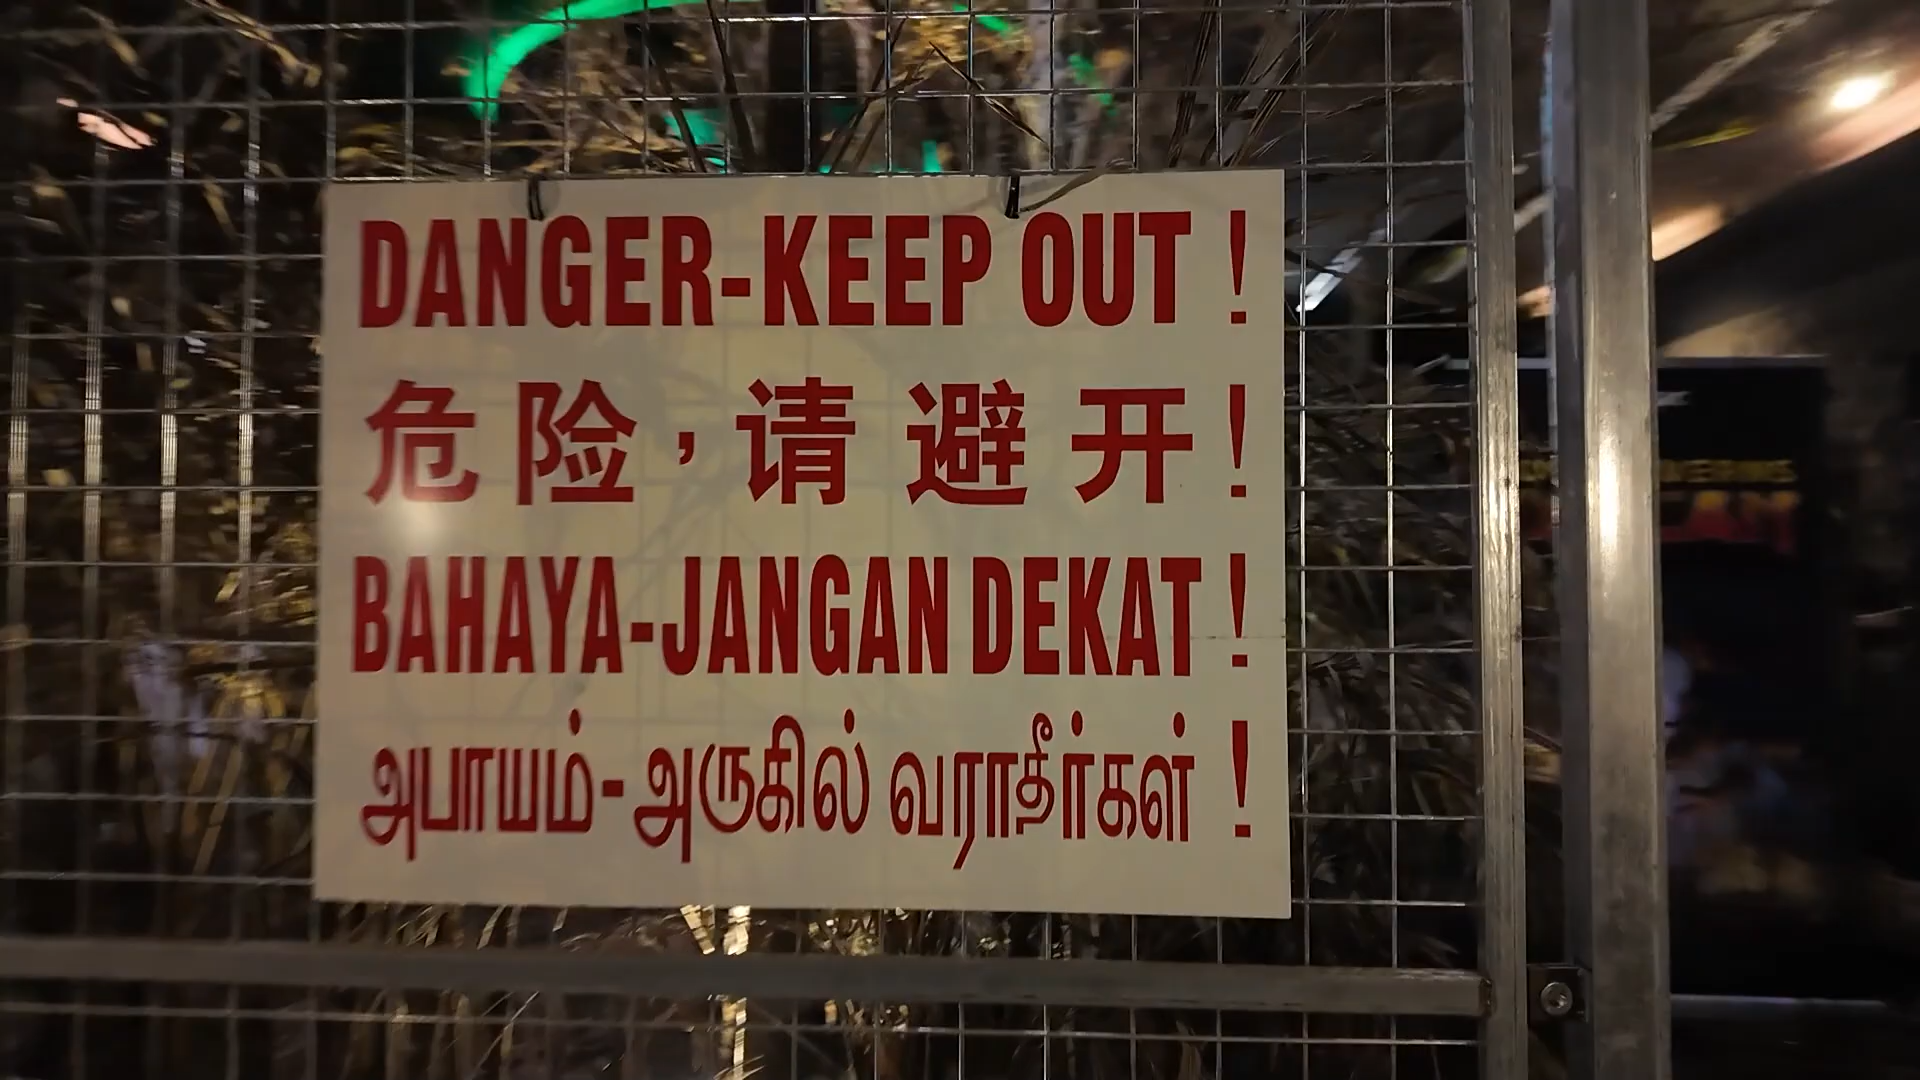 DANGER-KEEP OUT !
危险，请避开！
BAHAYA-JANGAN DEKAT !
அபாயம்-அருகில் வராதீர்கள் !